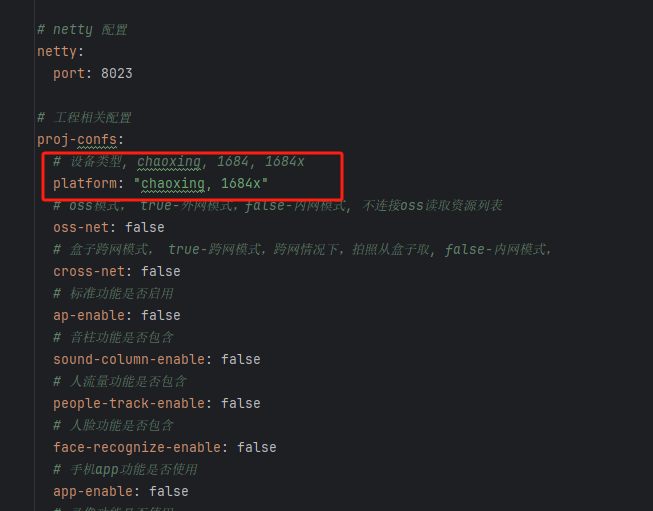 # netty 配置
netty:
port: 8023
# 工程相关配置
proj-confs:
# 设备类型, chaoxing, 1684, 1684x
platform: "chaoxing, 1684x"
# oss模式， true-外网模式，false-内网模式, 不连接oss读取资源列表
oss-net: false
# 盒子跨网模式， true-跨网模式，跨网情况下，拍照从盒子取, false-内网模式，
cross-net: false
# 标准功能是否启用
ap-enable: false
# 音柱功能是否包含
sound-column-enable: false
# 人流量功能是否包含
people-track-enable: false
# 人脸功能是否包含
face-recognize-enable: false
# 手机app功能是否使用
app-enable: false